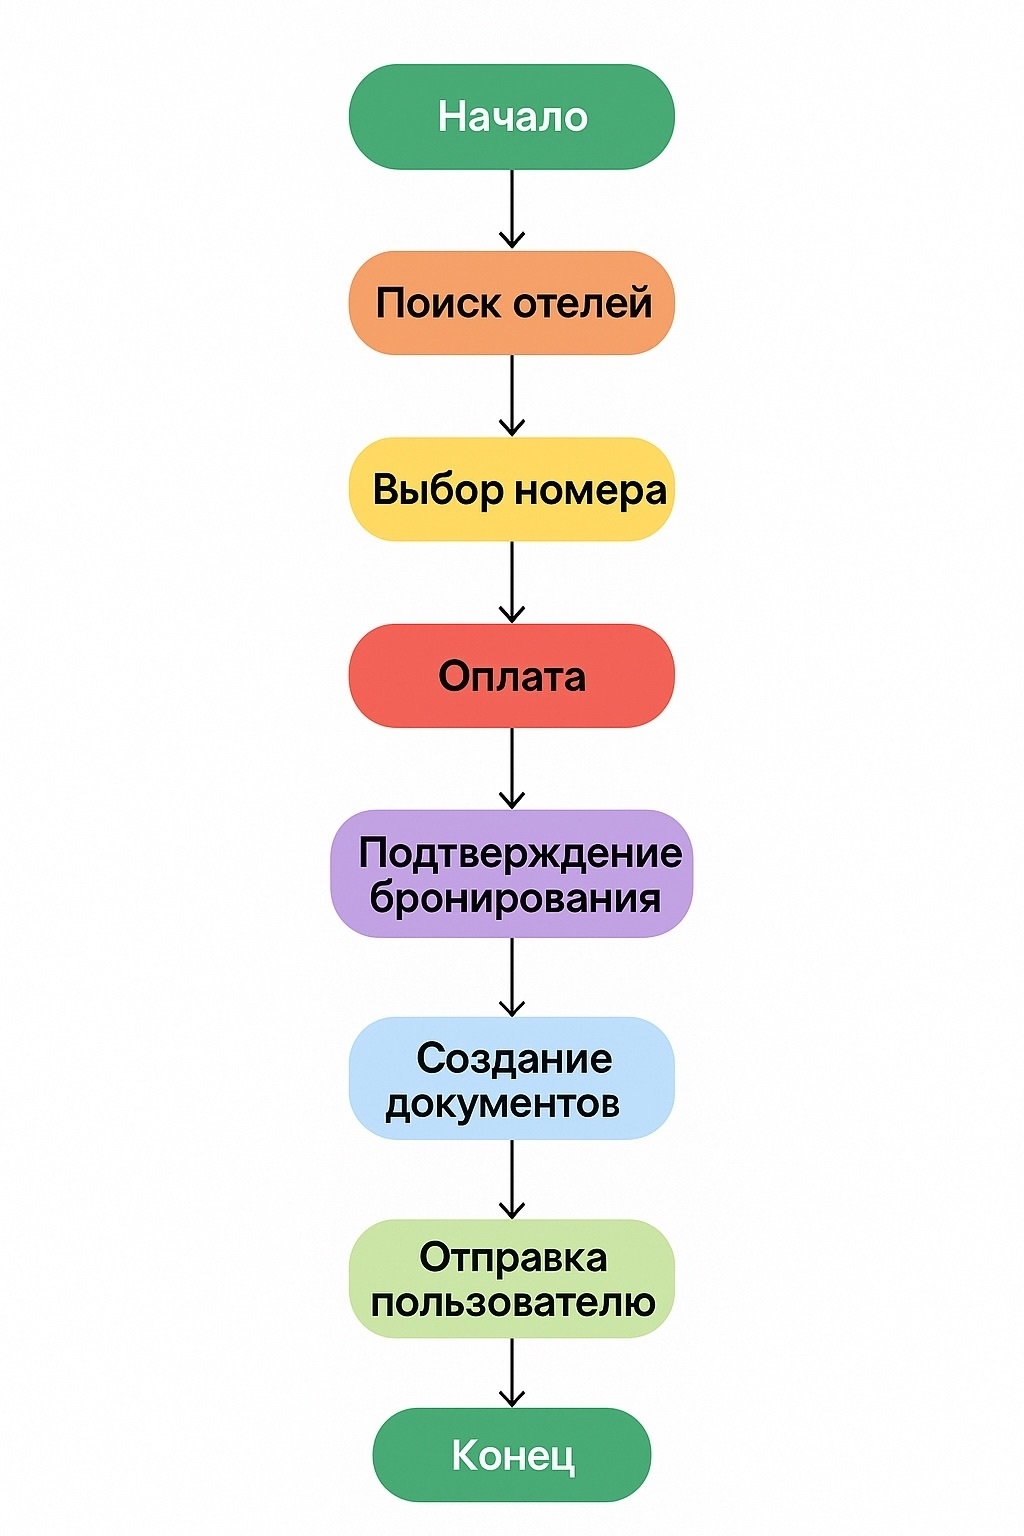 Начало
Поиск отелей
Выбор номера
Оплата
Подтверждение
бронирования
Создание
документов
Отправка
пользователю
Конец